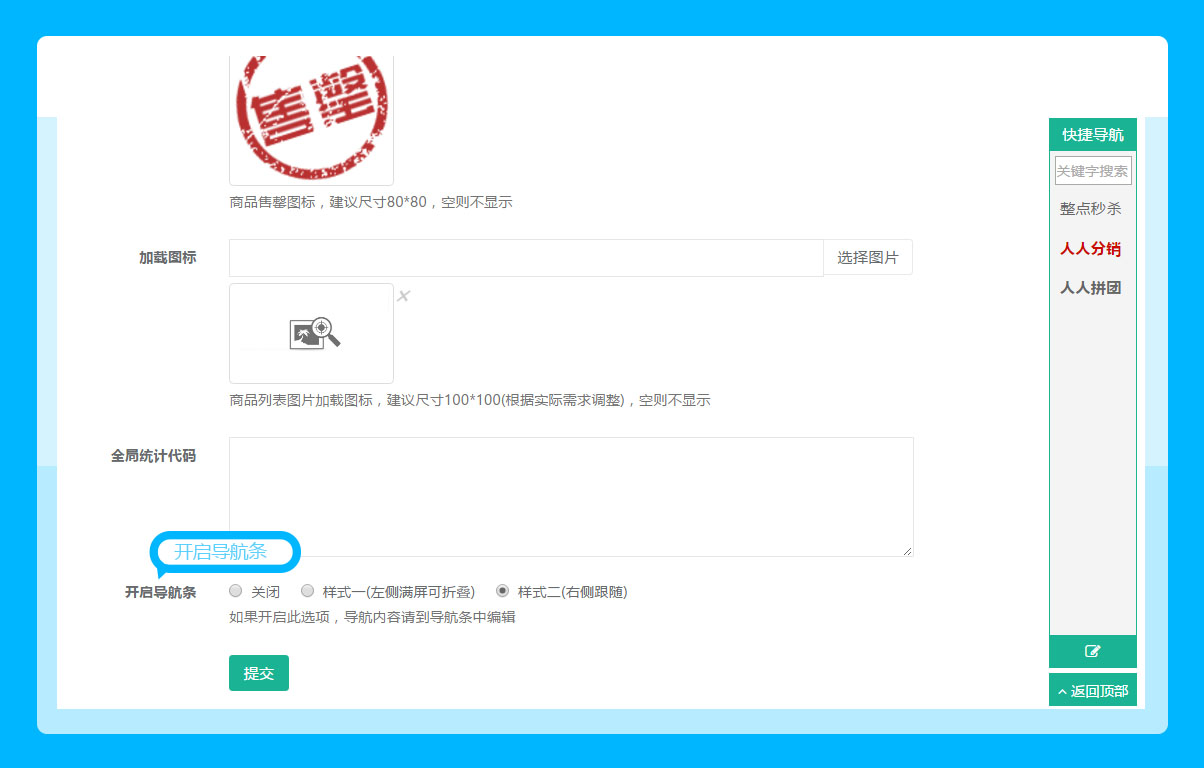 售罄
商品售罄图标，建议尺寸80*80，空则不显示
加载图标
选择图片
商品列表图片加载图标，建议尺寸100*100(根据实际需求调整)，空则不显示
全局统计代码
开启导航条
开启导航条 关闭 样式一(左侧满屏可折叠) 样式二(右侧跟随)
如果开启此选项，导航内容请到导航条中编辑
提交
快捷导航
关键字搜索
整点秒杀
人人分销
人人拼团
返回顶部